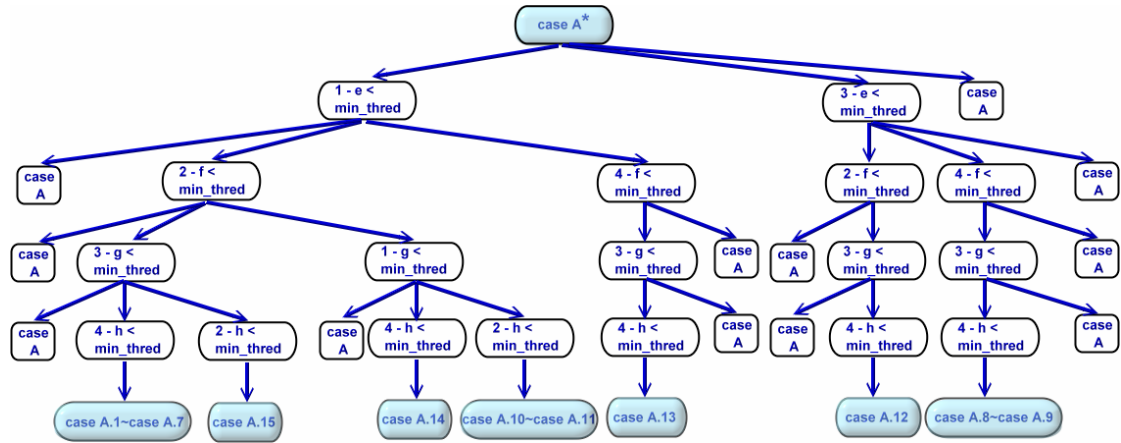 case A*
1 - e <
min_thred
3 - e <
min_thred
case
A
case
A
2 - f <
min_thred
4 - f <
min_thred
2 - f <
min_thred
4 - f <
min_thred
case
A
case
A
3 - g <
min_thred
1 - g <
min_thred
3 - g <
min_thred
case
A
case
A
3 - g <
min_thred
3 - g <
min_thred
case
A
case
A
4 - h <
min_thred
2 - h <
min_thred
case
A
4 - h <
min_thred
2 - h <
min_thred
4 - h <
min_thred
case
A
case
A
4 - h <
min_thred
4 - h <
min_thred
case
A
case A.1~case A.7
case A.15
case A.14
case A.10~case A.11
case A.13
case A.12
case A.8~case A.9